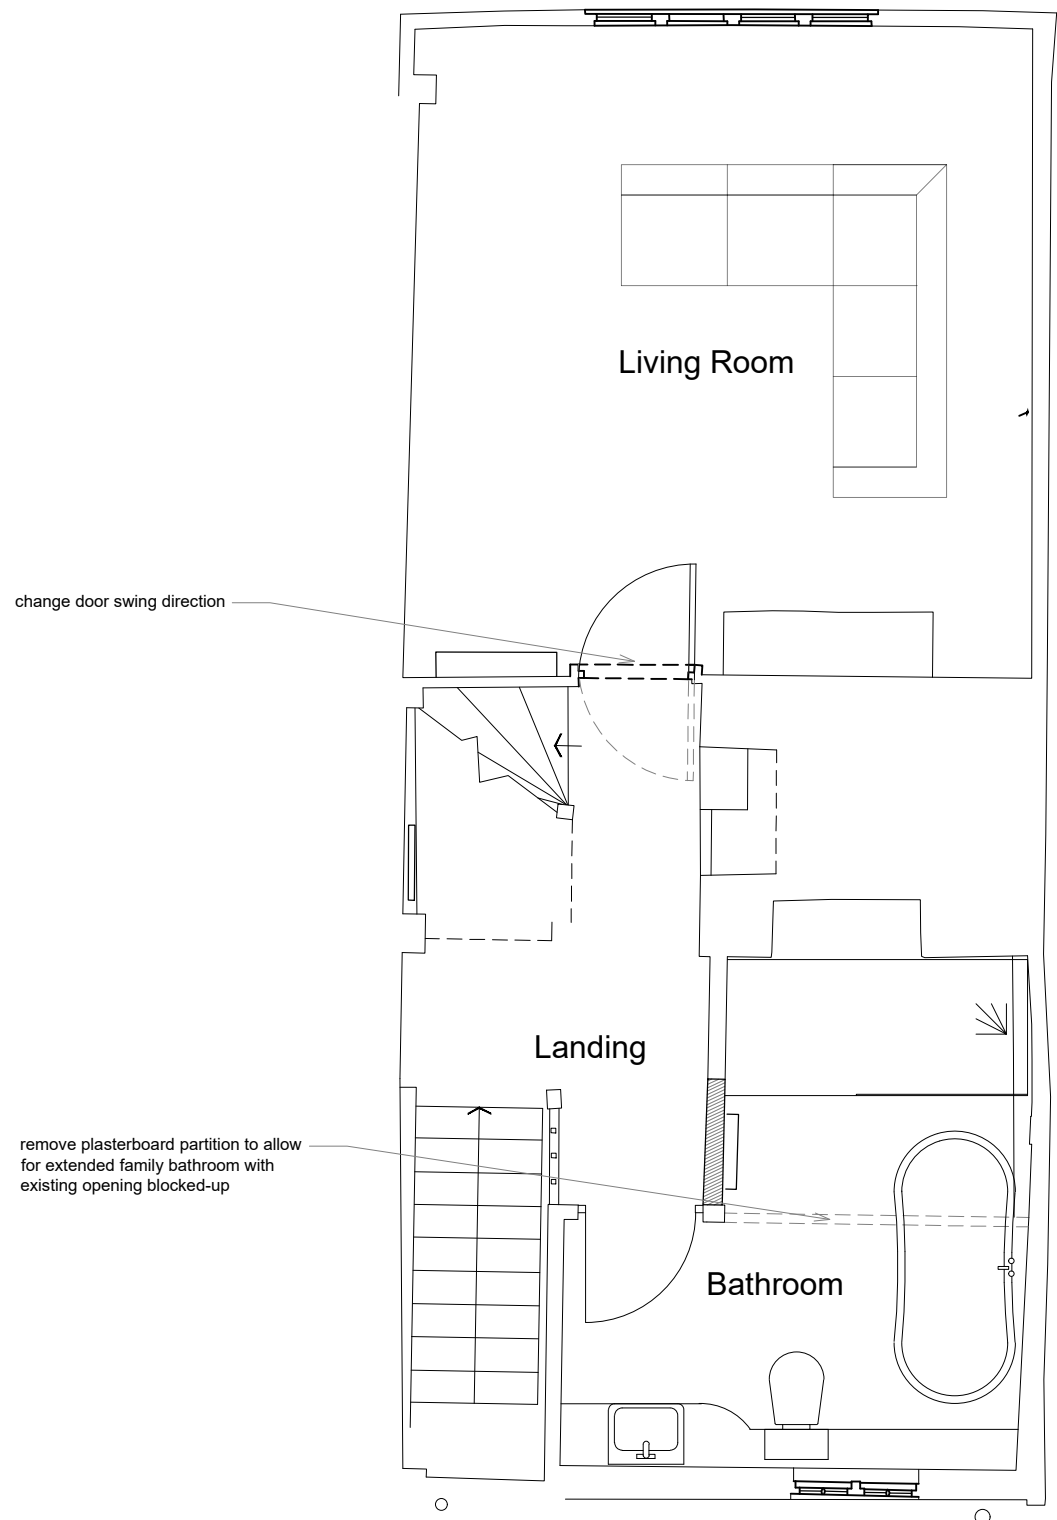 Living Room
change door swing direction
Landing
remove plasterboard partition to allow
for extended family bathroom with
existing opening blocked-up
Bathroom